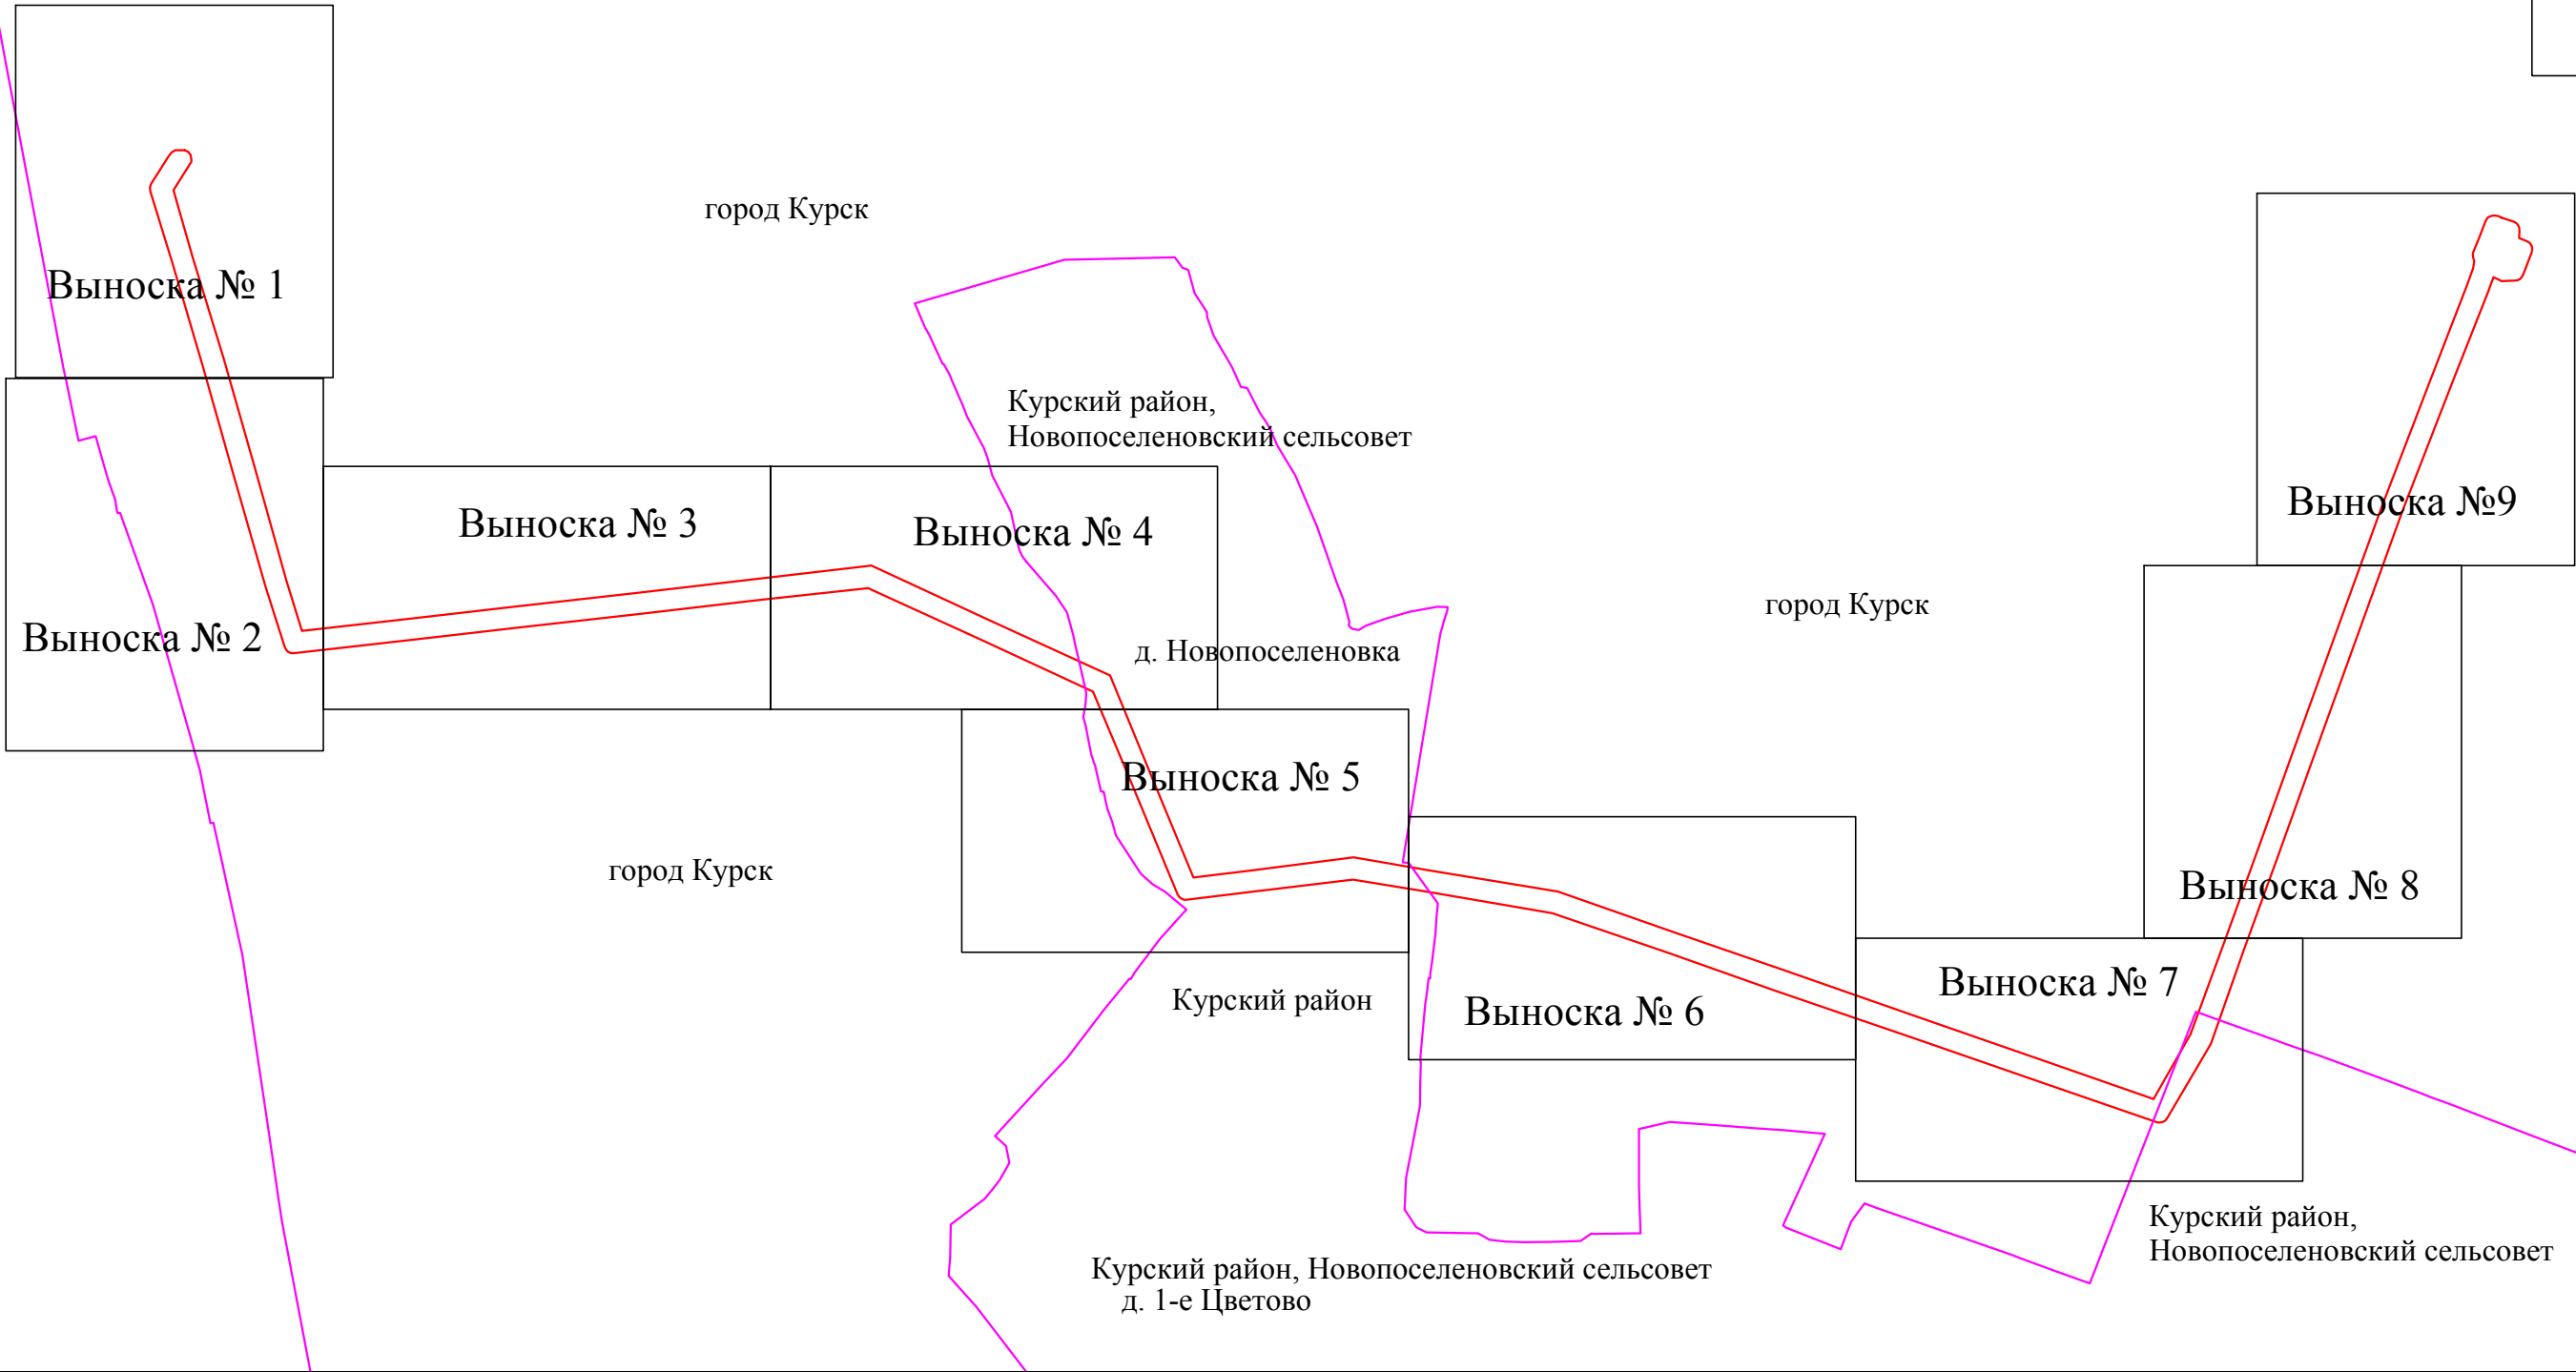 город Курск
Выноска № 1
Курский район,
Новопоселеновский сельсовет
Выноска №9
Выноска № 3
Выноска № 4
город Курск
Выноска № 2
д. Новопоселеновка
Выноска № 5
город Курск
Выноска № 8
Выноска № 7
Курский район
Выноска № 6
Курский район,
Новопоселеновский сельсовет
Курский район, Новопоселеновский сельсовет
д. 1-е Цветово